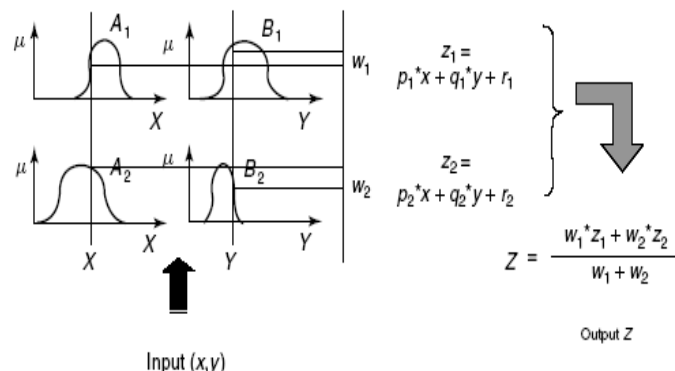 μ A₁ μ B₁
w₁
X Y
z₁ =
p₁*x + q₁*y + r₁
μ A₂ μ B₂
w₂
X Y
X Y
z₂ =
p₂*x + q₂*y + r₂
Z = w₁*z₁ + w₂*z₂ / w₁ + w₂
Output Z
Input (x,y)